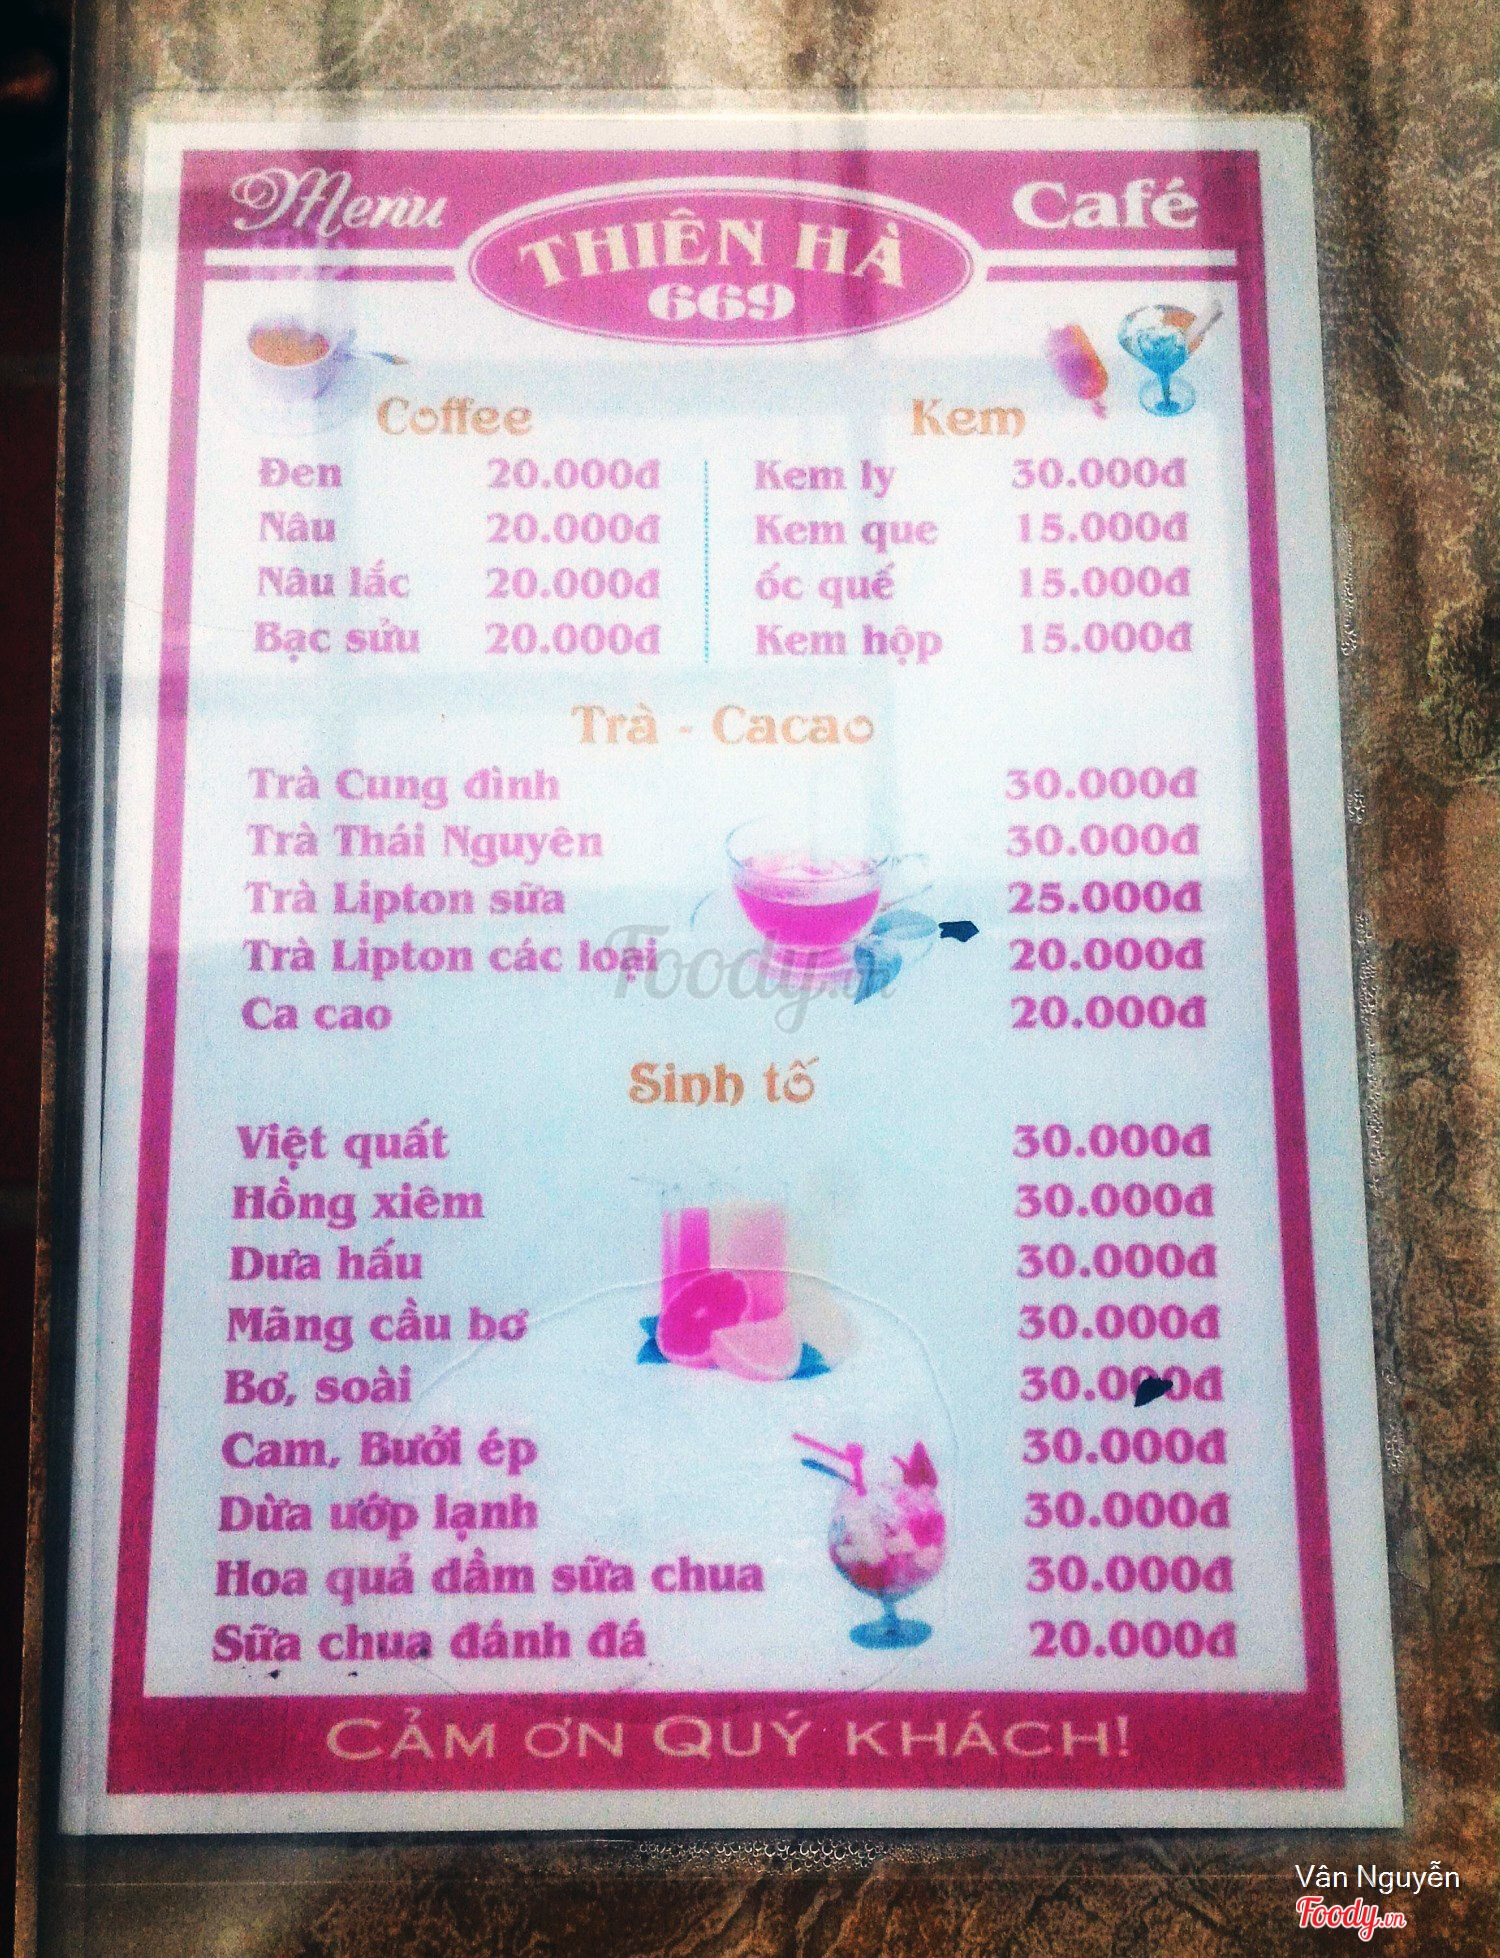 Menu
THIÊN HÀ
669
Café
Coffee
Đen 20.000đ
Nâu 20.000đ
Nâu lắc 20.000đ
Bạc sửu 20.000đ
Kem
Kem ly 30.000đ
Kem que 15.000đ
ốc quế 15.000đ
Kem hộp 15.000đ
Trà - Cacao
Trà Cung đình 30.000đ
Trà Thái Nguyên 30.000đ
Trà Lipton sữa 25.000đ
Trà Lipton các loại 20.000đ
Ca cao 20.000đ
Foody.vn
Sinh tố
Việt quất 30.000đ
Hồng xiêm 30.000đ
Dưa hấu 30.000đ
Mãng cầu bơ 30.000đ
Bơ, soài 30.000đ
Cam, Bưởi ép 30.000đ
Dừa ướp lạnh 30.000đ
Hoa quả dầm sữa chua 30.000đ
Sữa chua đánh đá 20.000đ
CẢM ƠN QUÝ KHÁCH!
Vân Nguyễn
Foody.vn